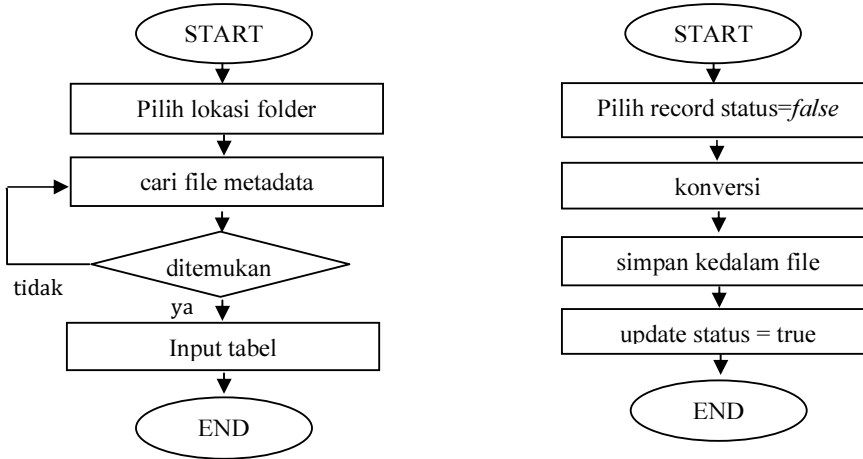 START
Pilih lokasi folder
cari file metadata
ditemukan
tidak
ya
Input tabel
END
START
Pilih record status=false
konversi
simpan kedalam file
update status = true
END